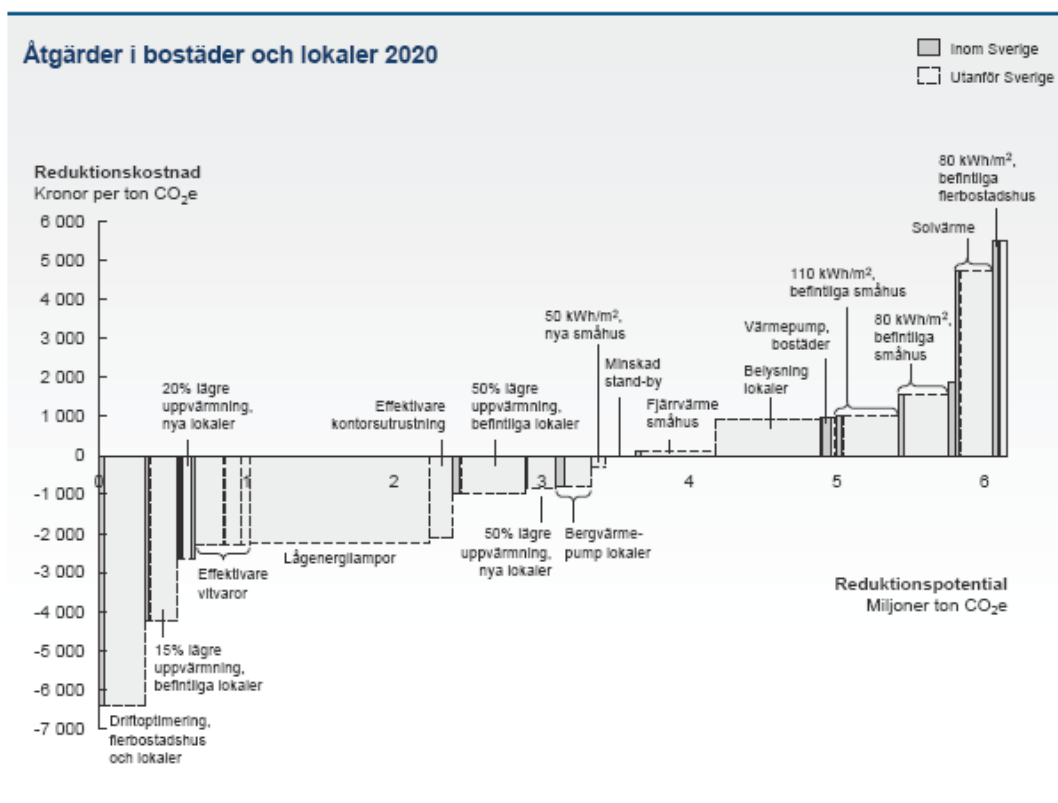 Åtgärder i bostäder och lokaler 2020
Inom Sverige
Utanför Sverige
Reduktionskostnad
Kronor per ton CO₂e
6 000
5 000
4 000
3 000
2 000
1 000
0
-1 000
-2 000
-3 000
-4 000
-5 000
-6 000
-7 000
0
1
2
3
4
5
6
Driftoptimering,
flerbostadshus
och lokaler
15% lägre
uppvärmning,
befintliga lokaler
20% lägre
uppvärmning,
nya lokaler
Effektivare
vitvaror
Lågenergilampor
Effektivare
kontorsutrustning
50% lägre
uppvärmning,
befintliga lokaler
50% lägre
uppvärmning,
nya lokaler
Bergvärme-
pump lokaler
50 kWh/m²,
nya småhus
Minskad
stand-by
Fjärrvärme
småhus
Belysning
lokaler
Värmepump,
bostäder
110 kWh/m²,
befintliga småhus
80 kWh/m²,
befintliga
småhus
Solvärme
80 kWh/m²,
befintliga
flerbostadshus
Reduktionspotential
Miljoner ton CO₂e